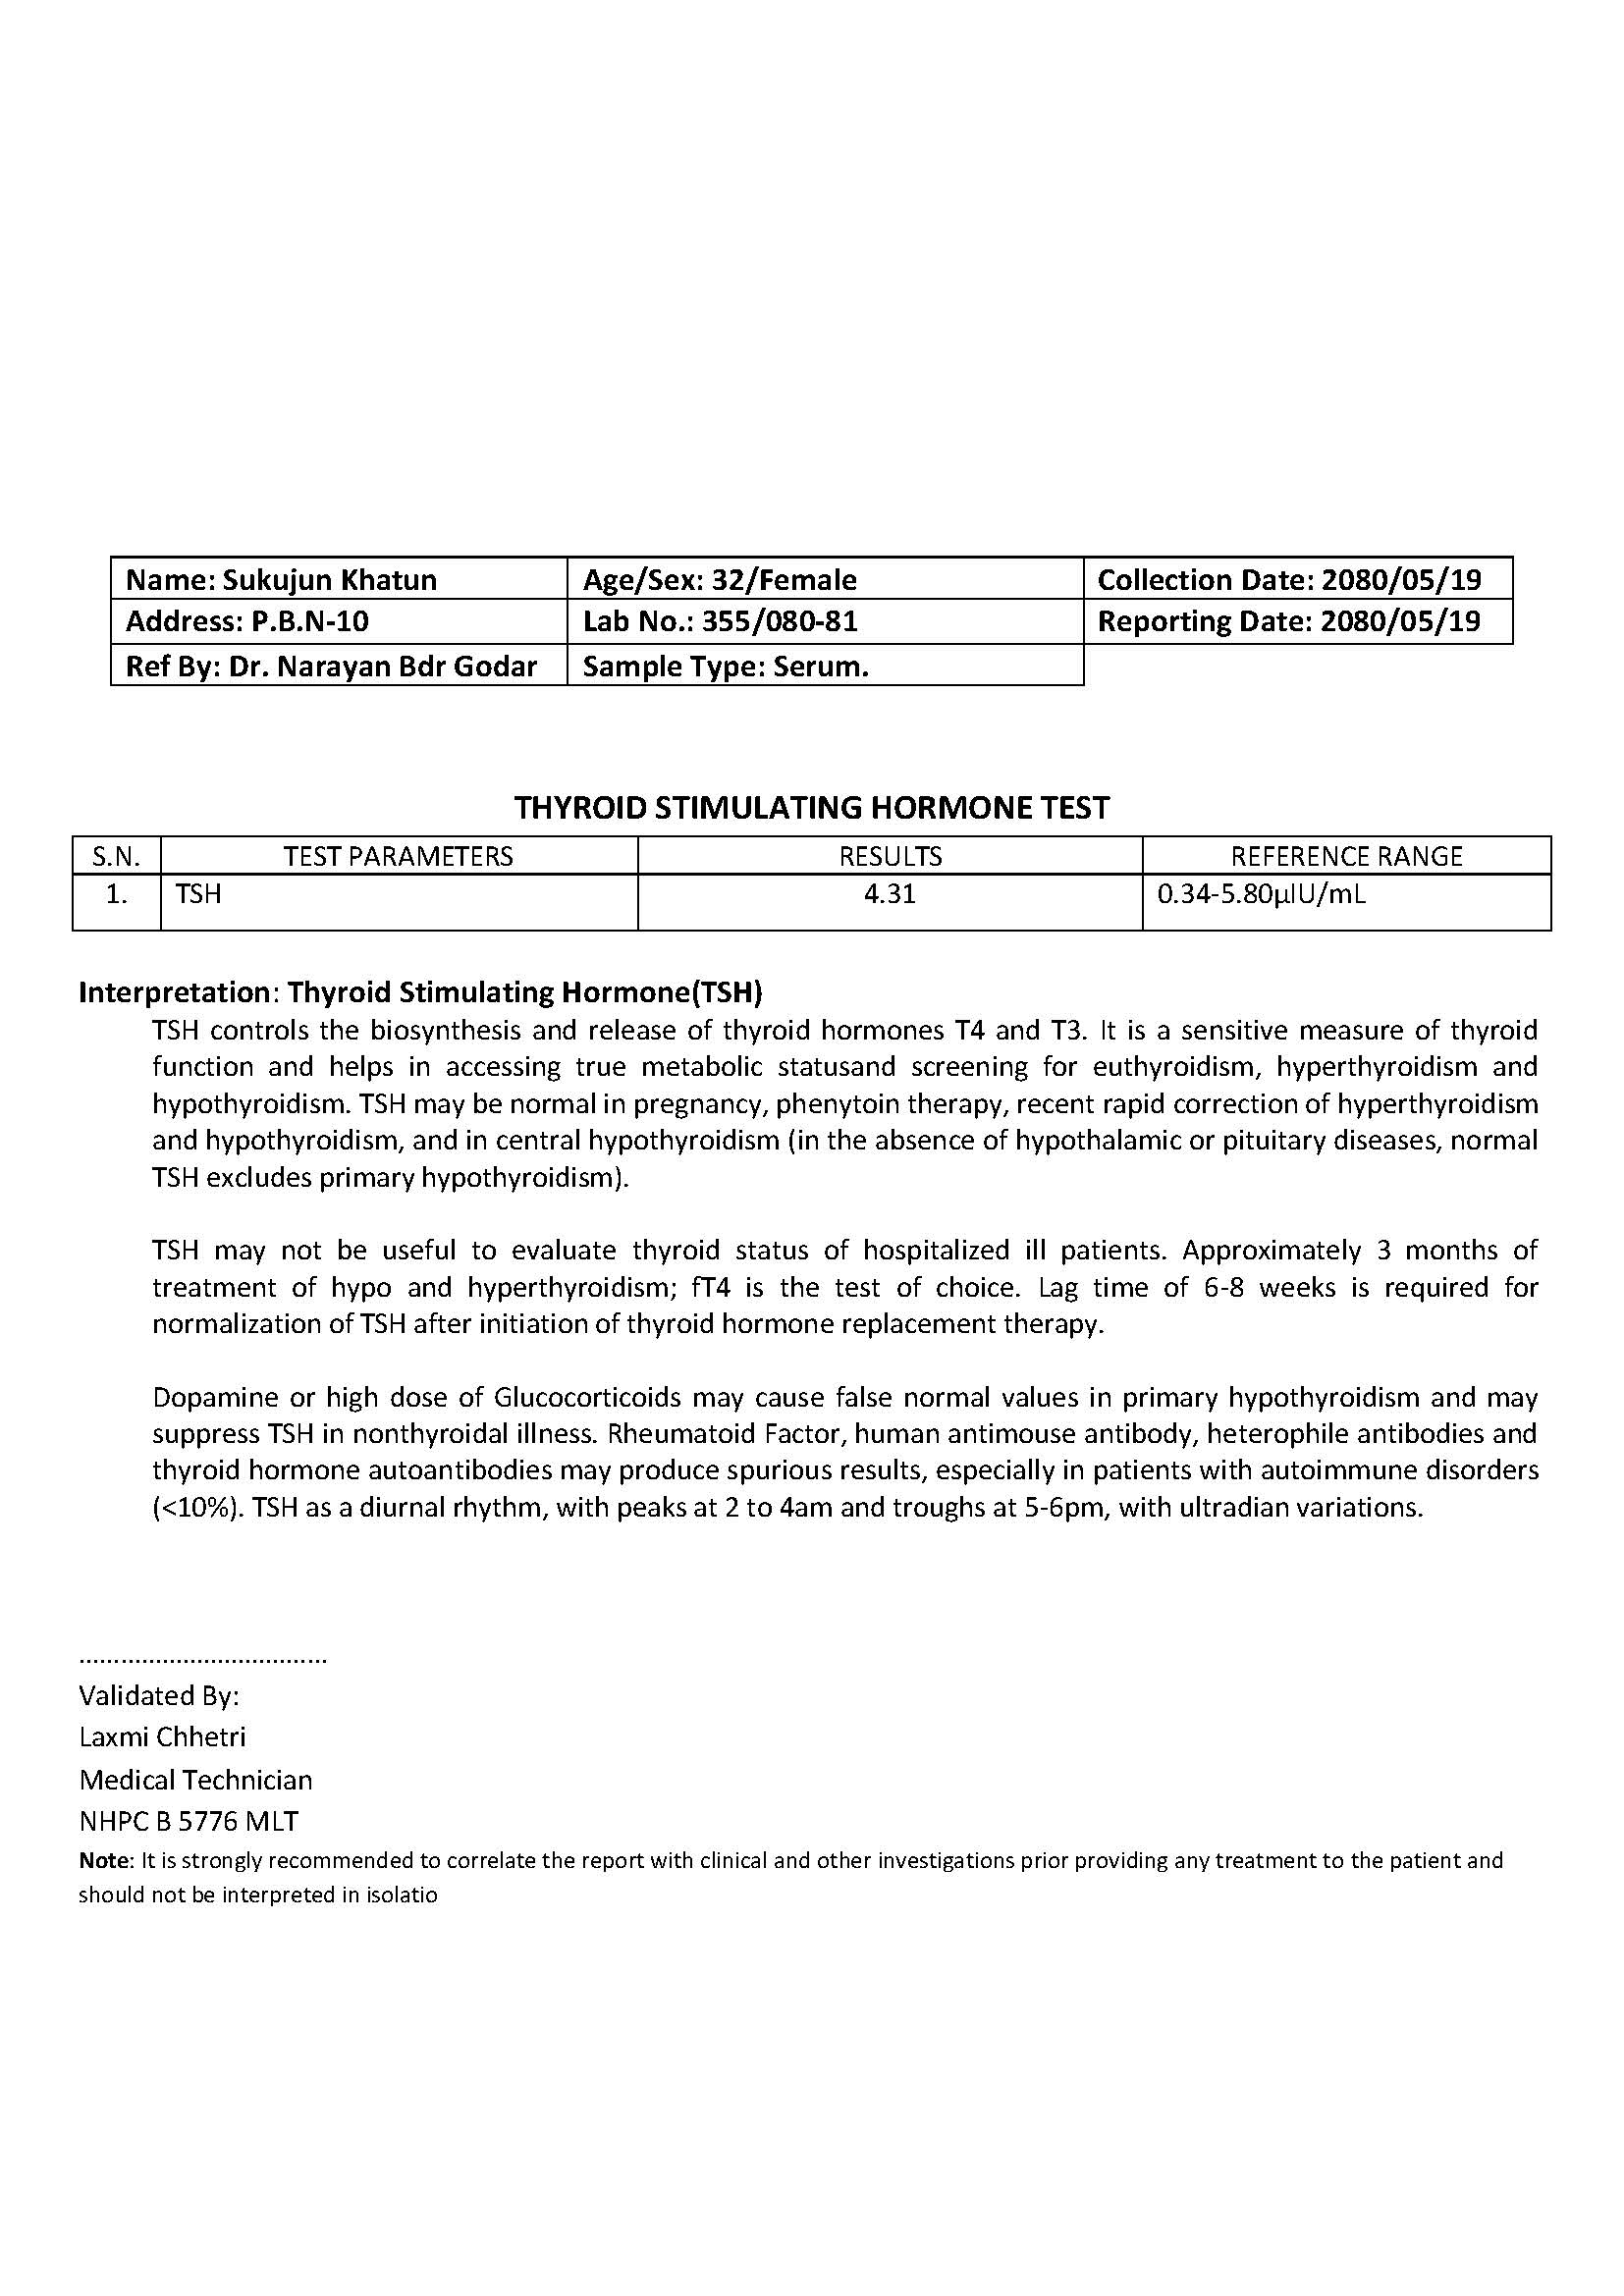 Name: Sukujun Khatun Age/Sex: 32/Female Collection Date: 2080/05/19
Address: P.B.N-10 Lab No.: 355/080-81 Reporting Date: 2080/05/19
Ref By: Dr. Narayan Bdr Godar Sample Type: Serum.
THYROID STIMULATING HORMONE TEST
S.N. TEST PARAMETERS RESULTS REFERENCE RANGE
1. TSH 4.31 0.34-5.80µIU/mL
Interpretation: Thyroid Stimulating Hormone(TSH)
TSH controls the biosynthesis and release of thyroid hormones T4 and T3. It is a sensitive measure of thyroid
function and helps in accessing true metabolic statusand screening for euthyroidism, hyperthyroidism and
hypothyroidism. TSH may be normal in pregnancy, phenytoin therapy, recent rapid correction of hyperthyroidism
and hypothyroidism, and in central hypothyroidism (in the absence of hypothalamic or pituitary diseases, normal
TSH excludes primary hypothyroidism).
TSH may not be useful to evaluate thyroid status of hospitalized ill patients. Approximately 3 months of
treatment of hypo and hyperthyroidism; fT4 is the test of choice. Lag time of 6-8 weeks is required for
normalization of TSH after initiation of thyroid hormone replacement therapy.
Dopamine or high dose of Glucocorticoids may cause false normal values in primary hypothyroidism and may
suppress TSH in nonthyroidal illness. Rheumatoid Factor, human antimouse antibody, heterophile antibodies and
thyroid hormone autoantibodies may produce spurious results, especially in patients with autoimmune disorders
(<10%). TSH as a diurnal rhythm, with peaks at 2 to 4am and troughs at 5-6pm, with ultradian variations.
....................................
Validated By:
Laxmi Chhetri
Medical Technician
NHPC B 5776 MLT
Note: It is strongly recommended to correlate the report with clinical and other investigations prior providing any treatment to the patient and
should not be interpreted in isolatio